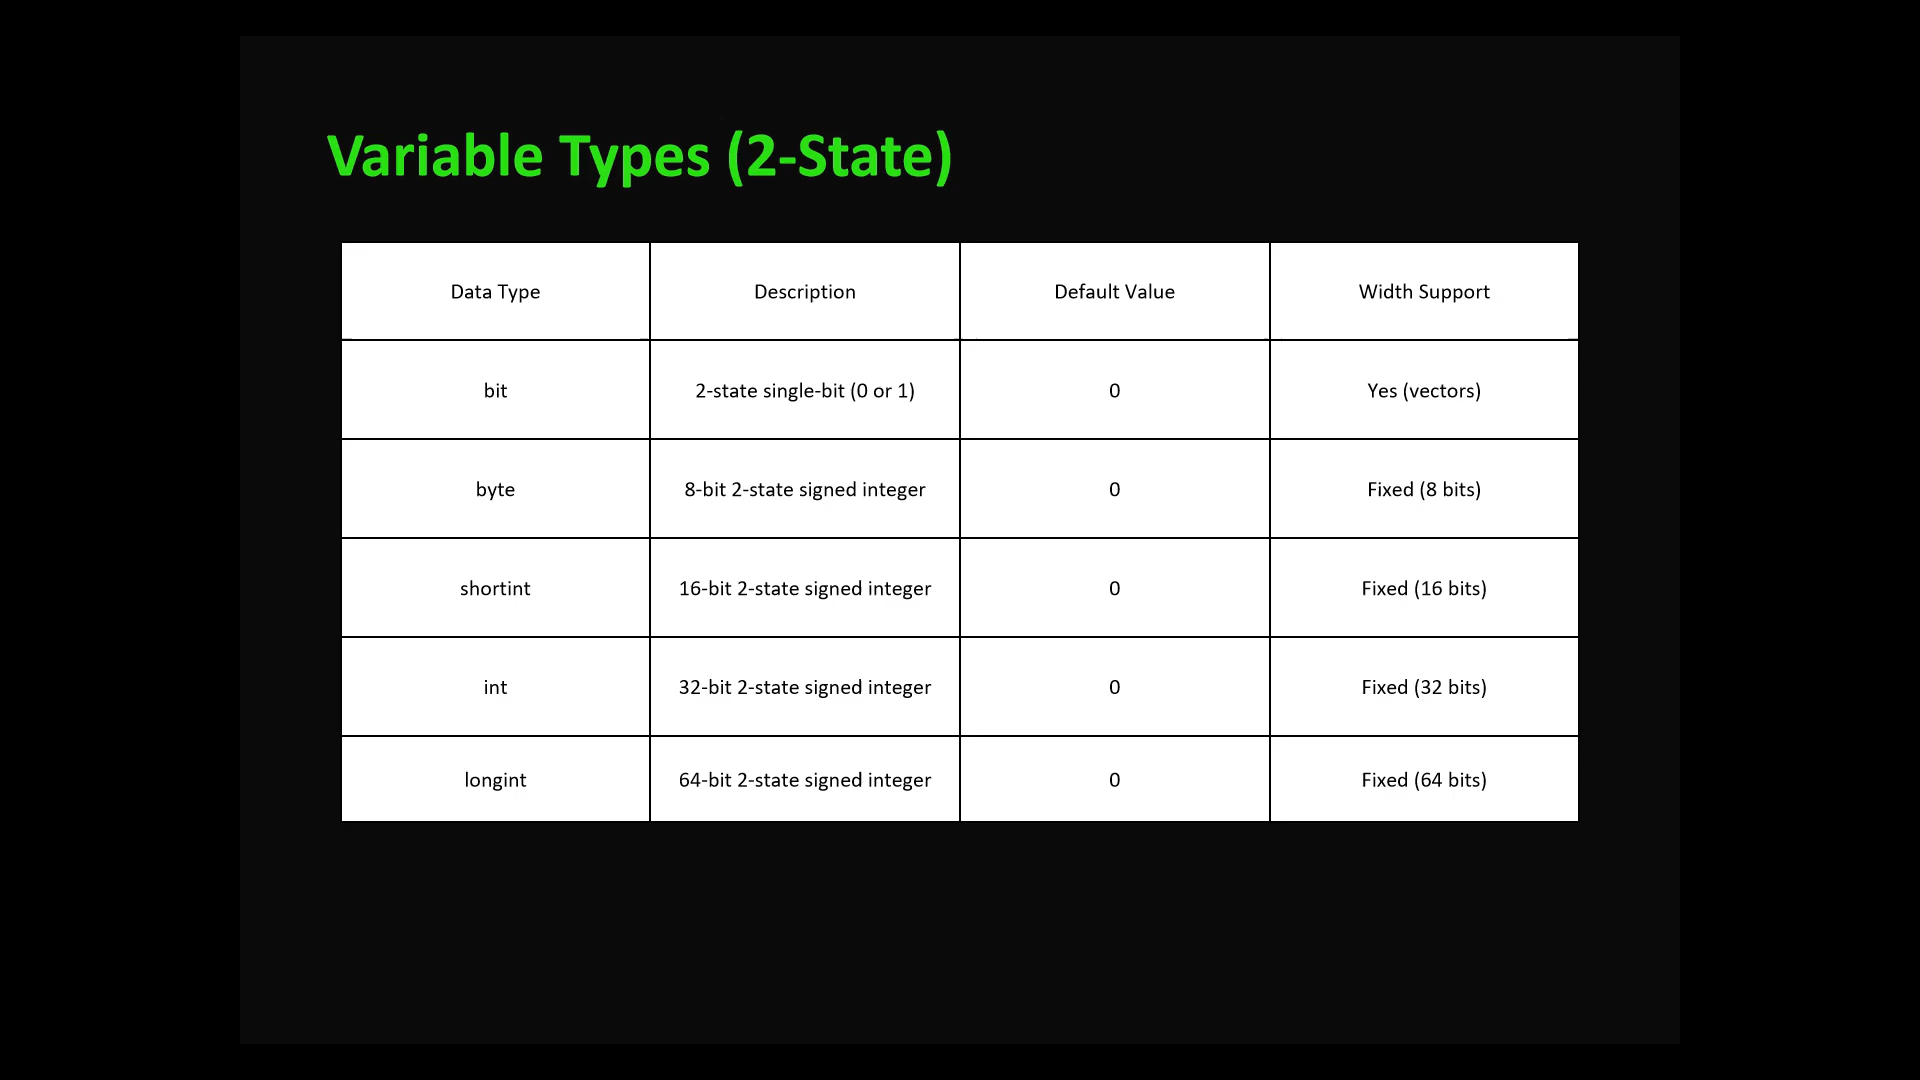 Variable Types (2-State)
Data Type Description Default Value Width Support
bit 2-state single-bit (0 or 1) 0 Yes (vectors)
byte 8-bit 2-state signed integer 0 Fixed (8 bits)
shortint 16-bit 2-state signed integer 0 Fixed (16 bits)
int 32-bit 2-state signed integer 0 Fixed (32 bits)
longint 64-bit 2-state signed integer 0 Fixed (64 bits)